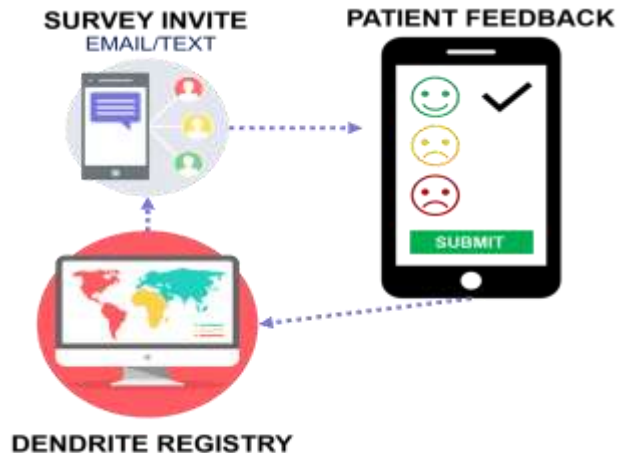 SURVEY INVITE
EMAIL/TEXT
PATIENT FEEDBACK
SUBMIT
DENDRITE REGISTRY